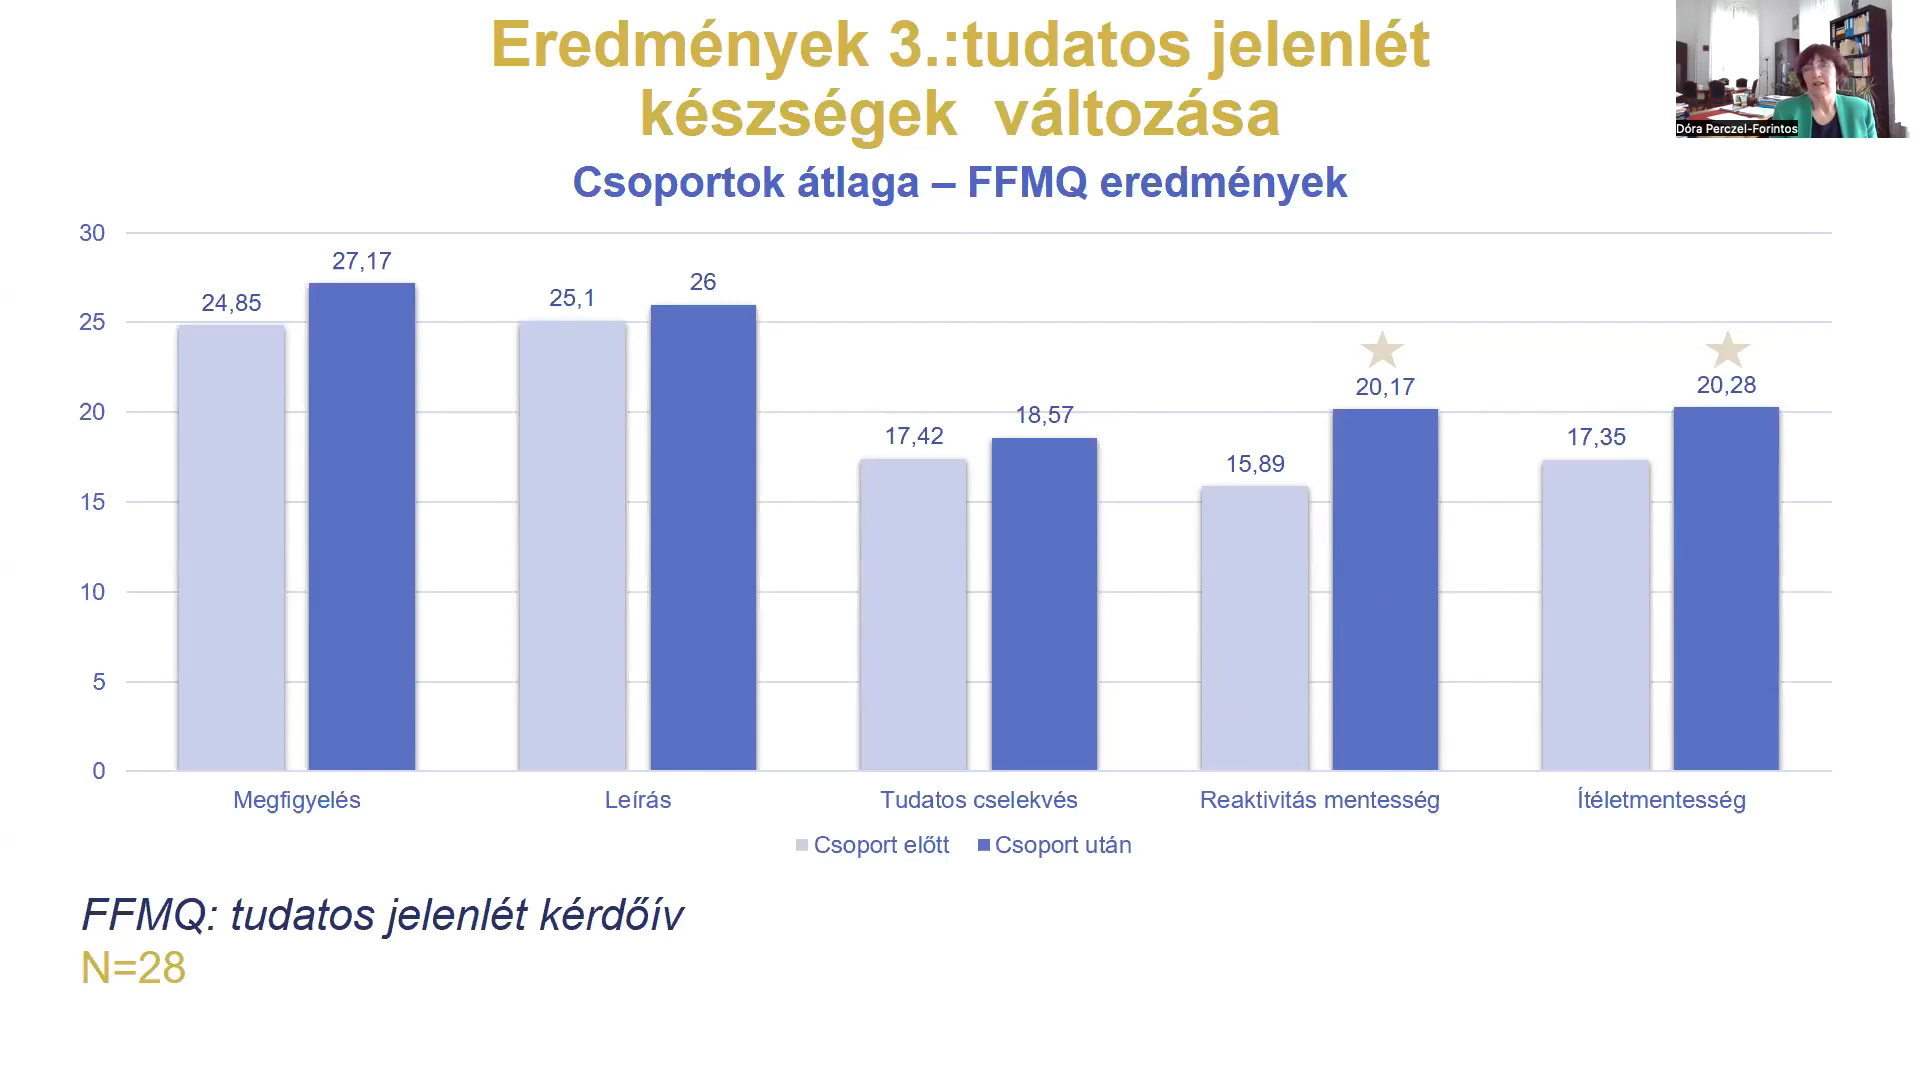 Eredmények 3.:tudatos jelenlét
készségek változása
Dóra Perczel-Forintos
Csoportok átlaga – FFMQ eredmények
30
25
20
15
10
5
0
24,85
27,17
25,1
26
17,42
18,57
15,89
20,17
17,35
20,28
Megfigyelés
Leírás
Tudatos cselekvés
Reaktivitás mentesség
Ítéletmentesség
Csoport előtt
Csoport után
FFMQ: tudatos jelenlét kérdőív
N=28